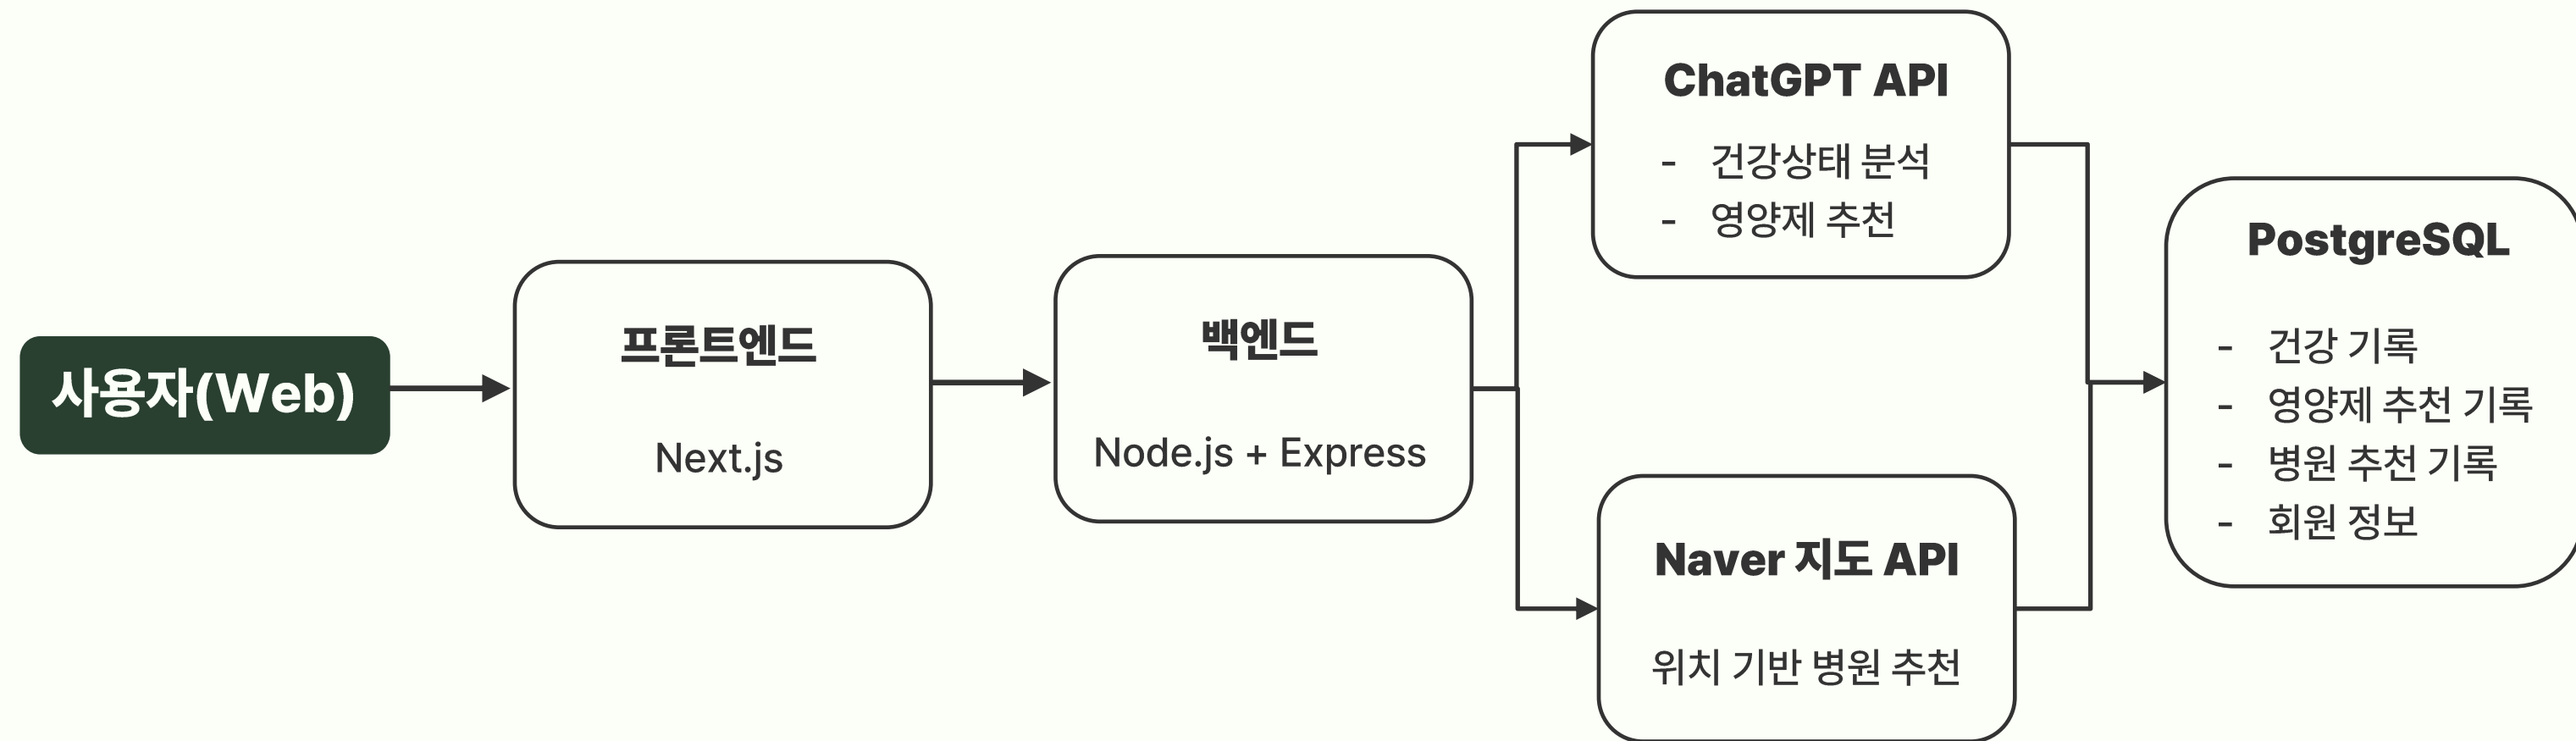 사용자(Web)
프론트엔드
Next.js
백엔드
Node.js + Express
ChatGPT API
- 건강상태 분석
- 영양제 추천
Naver 지도 API
위치 기반 병원 추천
PostgreSQL
- 건강 기록
- 영양제 추천 기록
- 병원 추천 기록
- 회원 정보